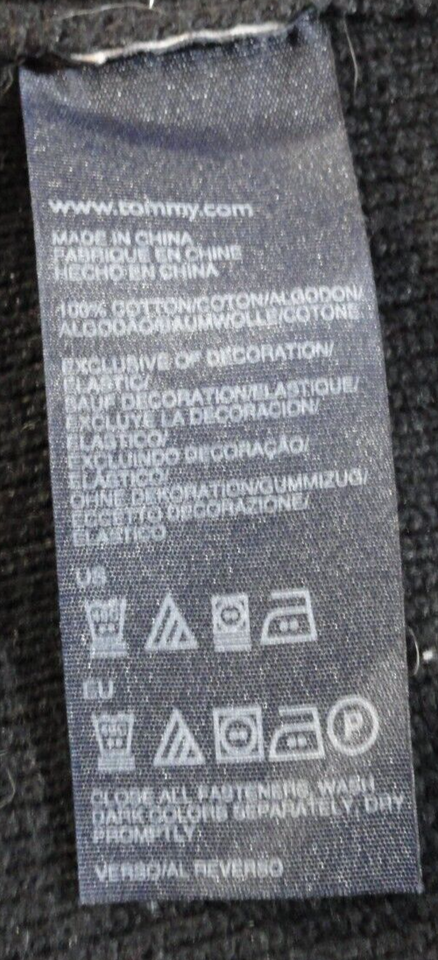 www.tommy.com
MADE IN CHINA
FABRIQUÉ EN CHINE
HECHO EN CHINA
100% COTTON/COTON/ALGODON/
ALGODÃO/BAUMWOLLE/COTONE
EXCLUSIVE OF DECORATION/
ELASTIC/
SAUF DECORATION/ELASTIQUE/
EXCLUYE LA DECORACION/
ELASTICO/
EXCLUINDO DECORAÇÃO/
ELASTICO/
OHNE DEKORATION/GUMMIZUG/
ECCETTO DECORAZIONE/
ELASTICO
US
EU
P
CLOSE ALL FASTENERS, WASH
DARK COLORS SEPARATELY, DRY
PROMPTLY
VERSO/AL REVERSO